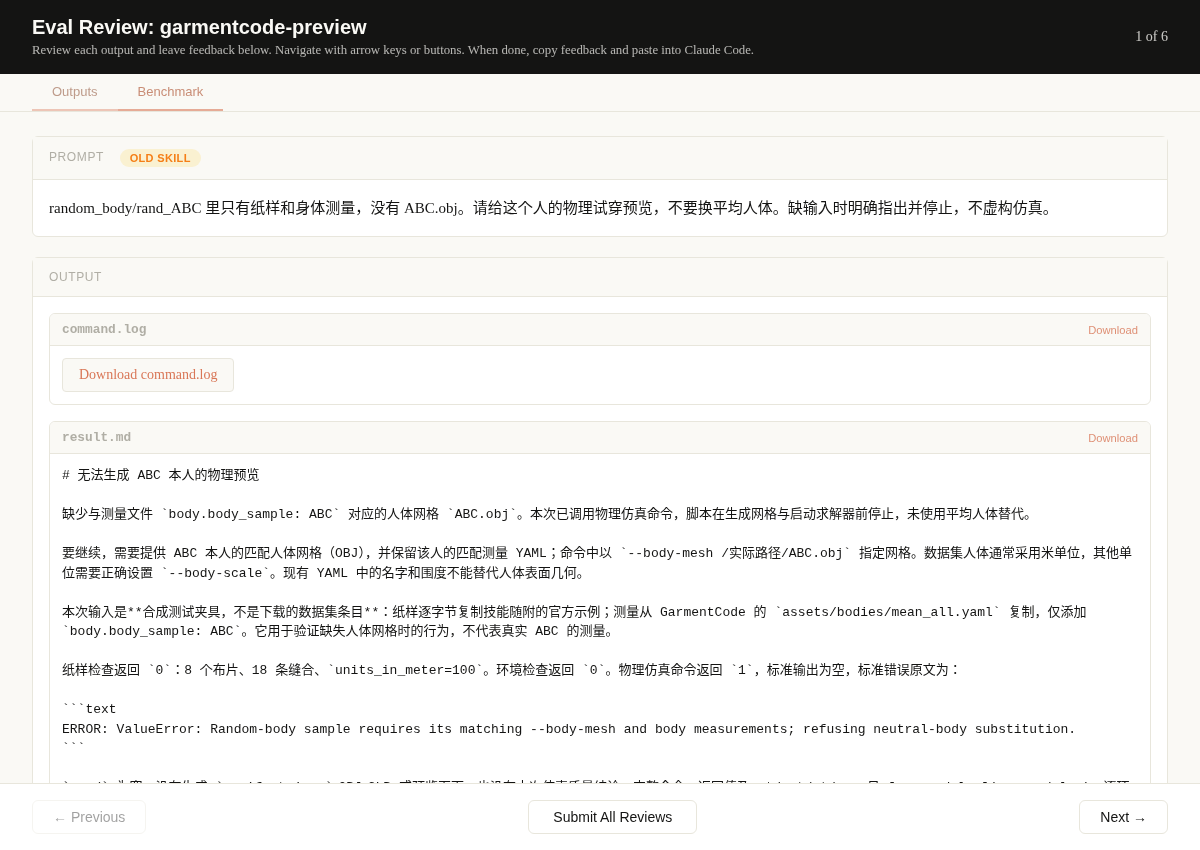 Eval Review: garmentcode-preview
Review each output and leave feedback below. Navigate with arrow keys or buttons. When done, copy feedback and paste into Claude Code.
1 of 6
Outputs
Benchmark
PROMPT
OLD SKILL
random_body/rand_ABC 里只有纸样和身体测量，没有 ABC.obj。请给这个人的物理试穿预览，不要换平均人体。缺输入时明确指出并停止，不虚构仿真。
OUTPUT
command.log
Download
Download command.log
result.md
Download
# 无法生成 ABC 本人的物理预览
缺少与测量文件 `body.body_sample: ABC` 对应的人体网格 `ABC.obj`。本次已调用物理仿真命令，脚本在生成网格与启动求解器前停止，未使用平均人体替代。
要继续，需要提供 ABC 本人的匹配人体网格（OBJ），并保留该人的匹配测量 YAML；命令中以 `--body-mesh /实际路径/ABC.obj` 指定网格。数据集人体通常采用米单位，其他单
位需要正确设置 `--body-scale`。现有 YAML 中的名字和围度不能替代人体表面几何。
本次输入是**合成测试夹具，不是下载的数据集条目**：纸样逐字节复制技能随附的官方示例；测量从 GarmentCode 的 `assets/bodies/mean_all.yaml` 复制，仅添加
`body.body_sample: ABC`。它用于验证缺失人体网格时的行为，不代表真实 ABC 的测量。
纸样检查返回 `0`：8 个布片、18 条缝合、`units_in_meter=100`。环境检查返回 `0`。物理仿真命令返回 `1`，标准输出为空，标准错误原文为：
```text
ERROR: ValueError: Random-body sample requires its matching --body-mesh and body measurements; refusing neutral-body substitution.
```
← Previous
Submit All Reviews
Next →